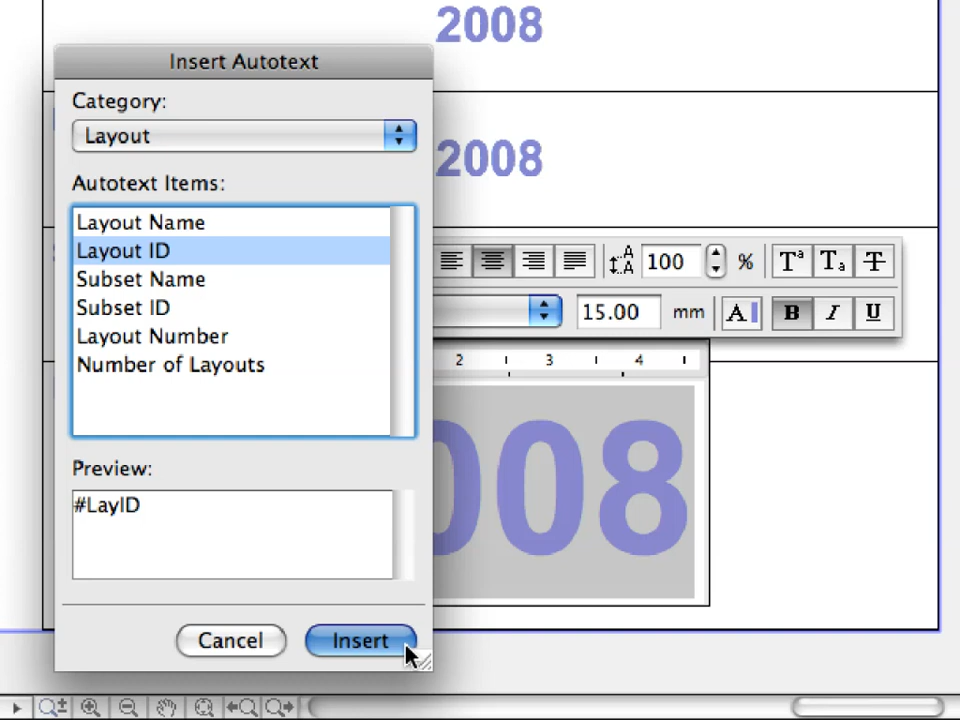 2008
Insert Autotext
Category:
Layout
2008
Autotext Items:
Layout Name
Layout ID
Subset Name
Subset ID
Layout Number
Number of Layouts
100 %
T^a T_a T
15.00 mm A B I U
2 3 4
008
Preview:
#LayID
Cancel Insert